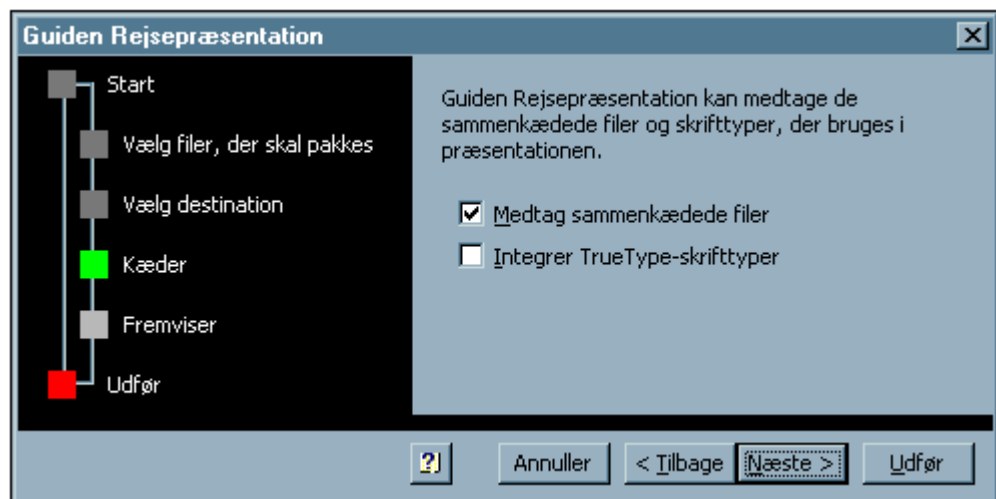 Guiden Rejsepræsentation
Start
Vælg filer, der skal pakkes
Vælg destination
Kæder
Fremviser
Udfør
Guiden Rejsepræsentation kan medtage de
sammenkædede filer og skrifttyper, der bruges i
præsentationen.
Medtag sammenkædede filer
Integrer TrueType-skrifttyper
? Annuller < Tilbage Næste > Udfør